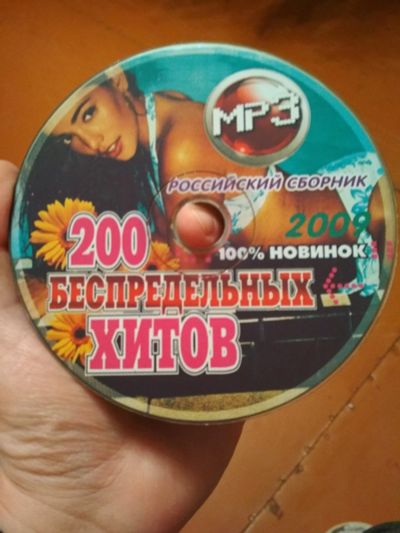 MP3
РОССИЙСКИЙ СБОРНИК
2009
100% НОВИНОК
200
БЕСПРЕДЕЛЬНЫХ
ХИТОВ